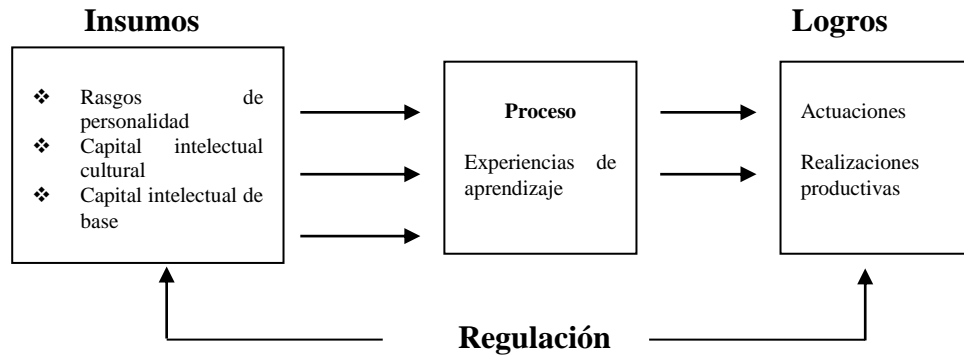 Insumos
Logros
❖ Rasgos de
personalidad
❖ Capital intelectual
cultural
❖ Capital intelectual de
base
Proceso
Experiencias de
aprendizaje
Actuaciones
Realizaciones
productivas
Regulación